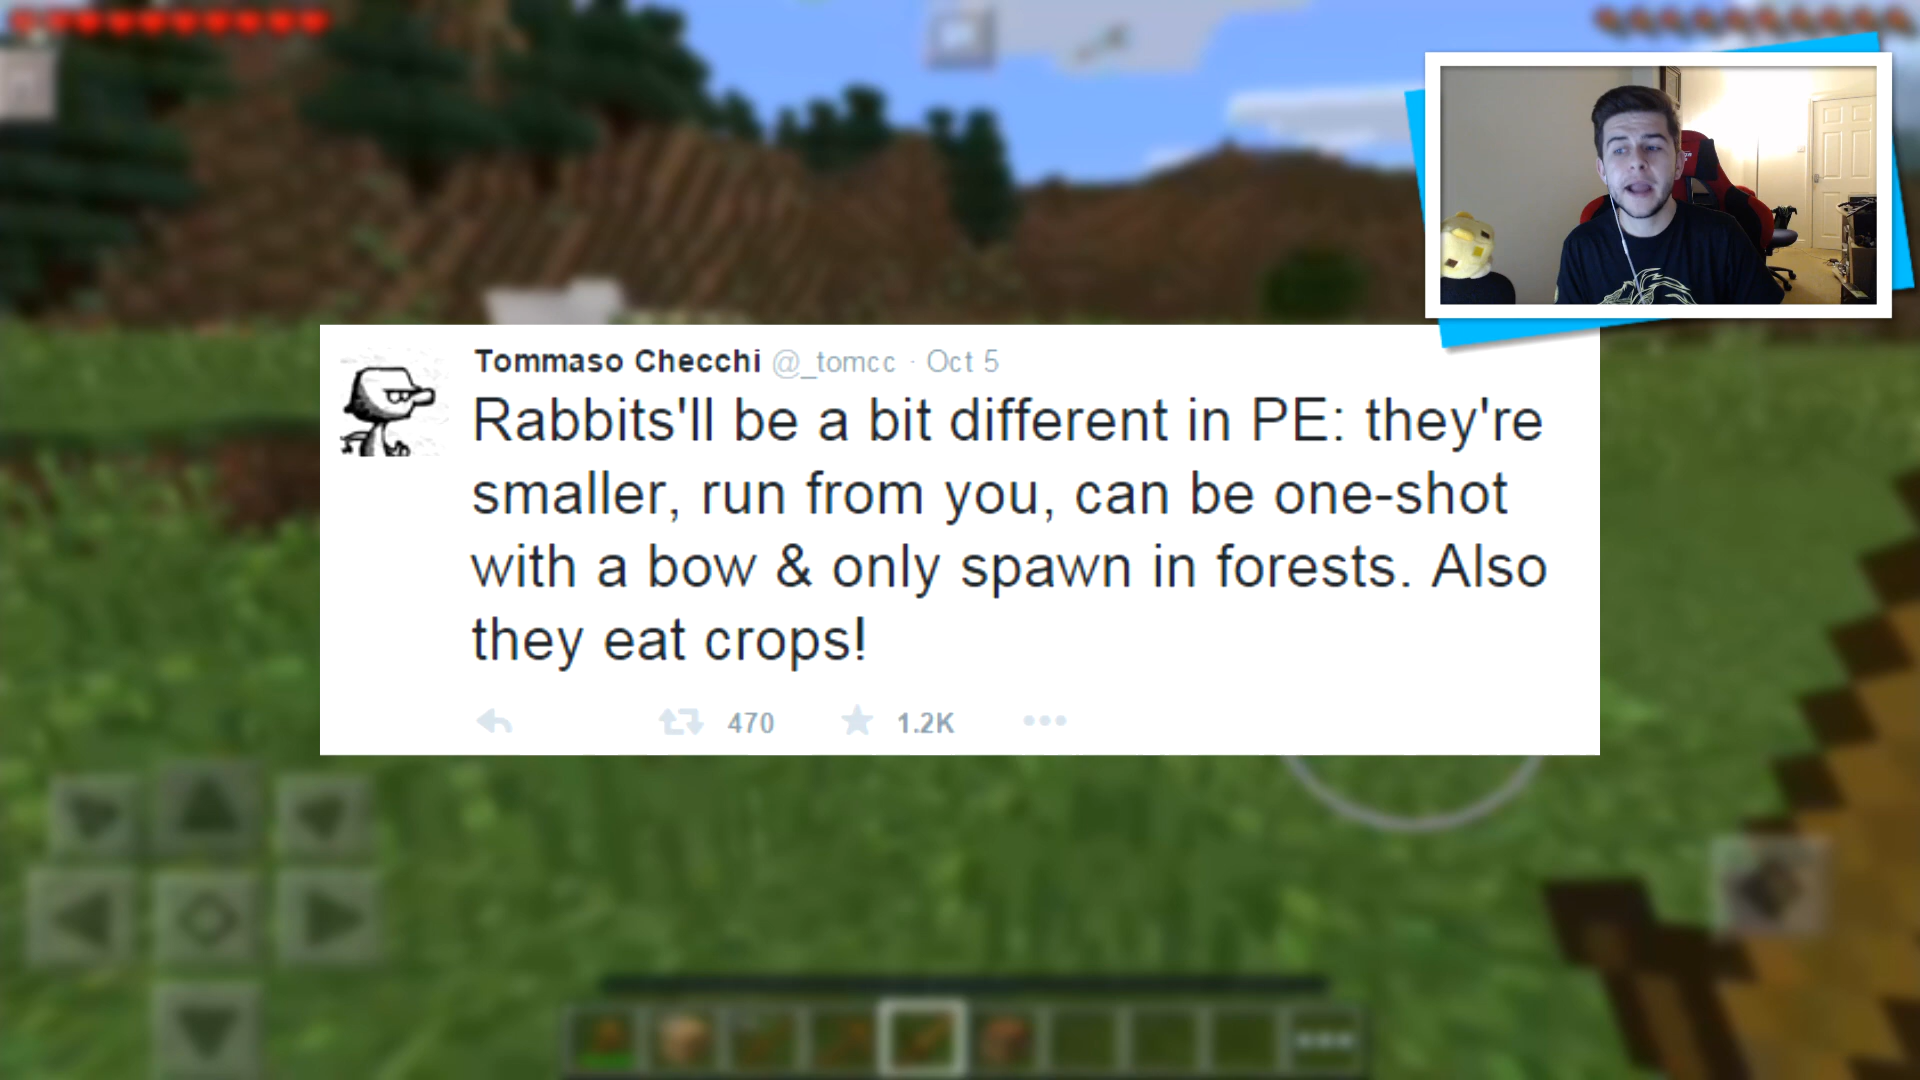 Tommaso Checchi @_tomcc · Oct 5
Rabbits'll be a bit different in PE: they're
smaller, run from you, can be one-shot
with a bow & only spawn in forests. Also
they eat crops!
470 1.2K